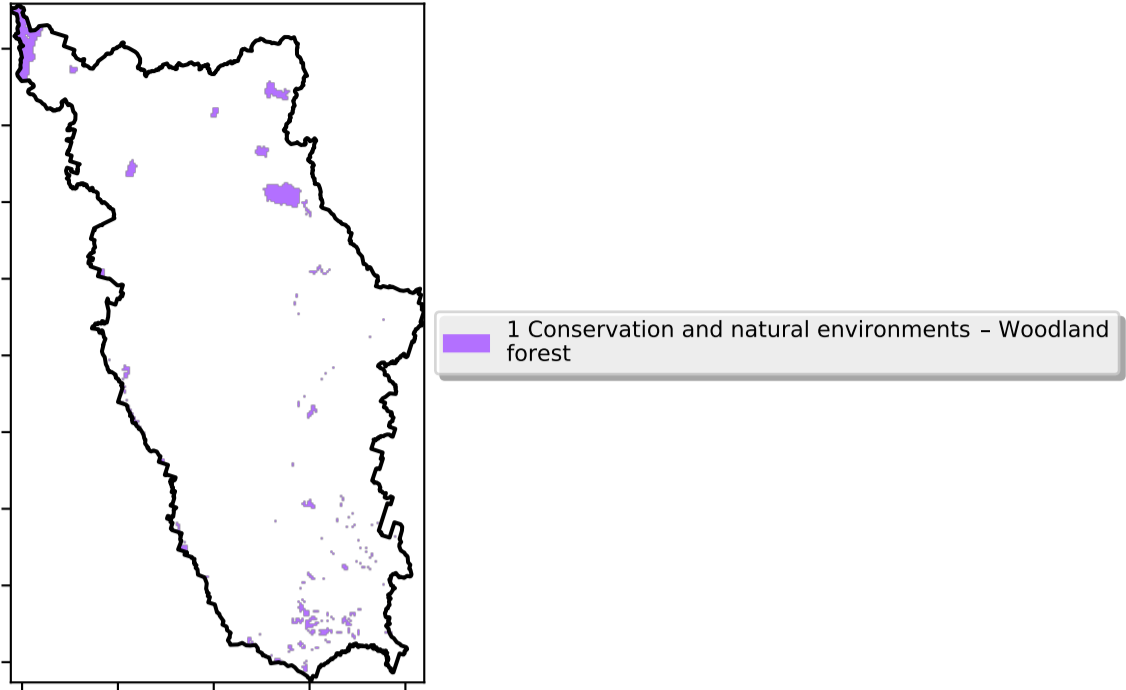 1 Conservation and natural environments – Woodland
forest